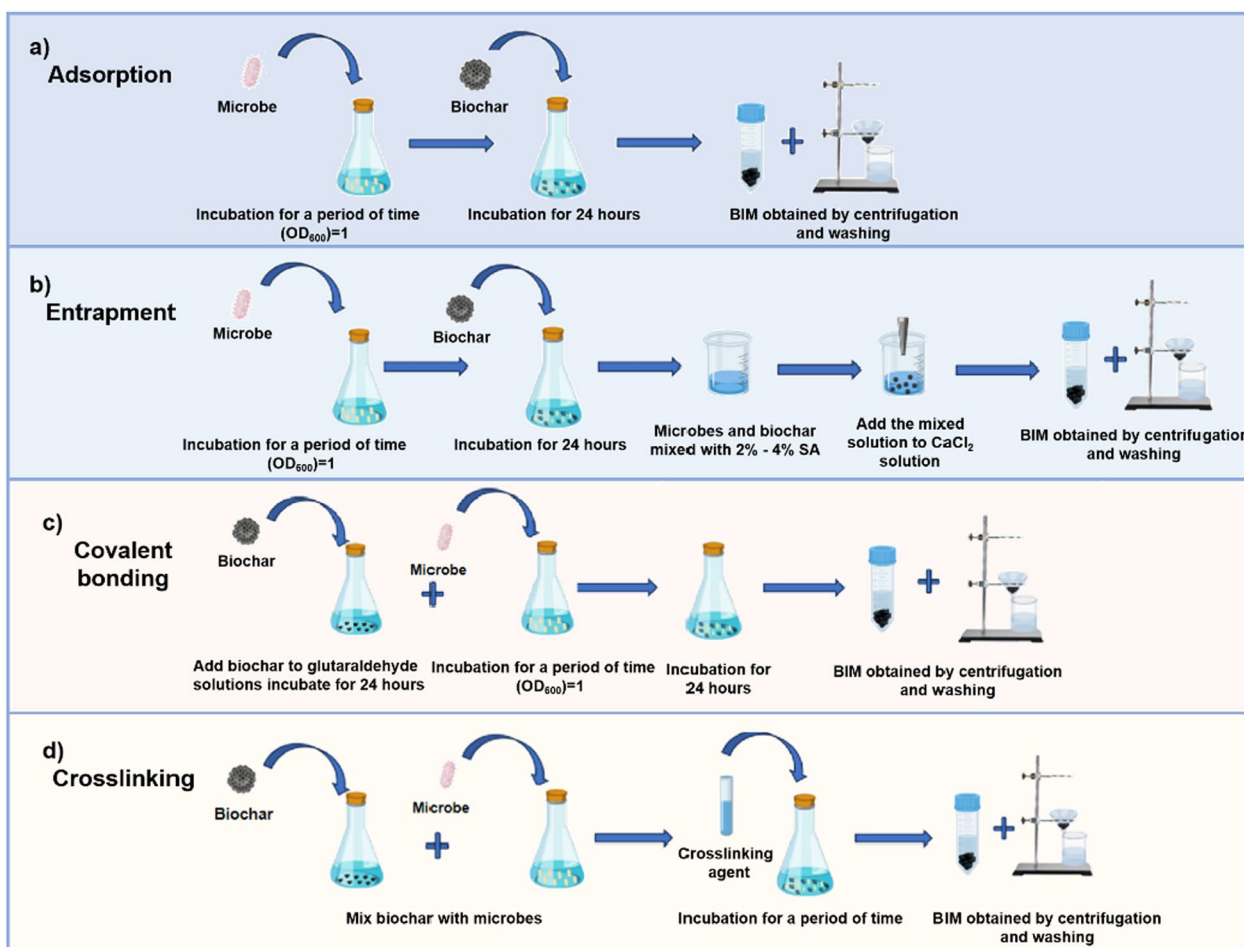 a)
Adsorption
Microbe
Biochar
Incubation for a period of time
(OD₆₀₀)=1
Incubation for 24 hours
BIM obtained by centrifugation
and washing
b)
Entrapment
Microbe
Biochar
Incubation for a period of time
(OD₆₀₀)=1
Incubation for 24 hours
Microbes and biochar
mixed with 2% - 4% SA
Add the mixed
solution to CaCl₂
solution
BIM obtained by centrifugation
and washing
c)
Covalent
bonding
Biochar
Microbe
Add biochar to glutaraldehyde
solutions incubate for 24 hours
Incubation for a period of time
(OD₆₀₀)=1
Incubation for
24 hours
BIM obtained by centrifugation
and washing
d)
Crosslinking
Biochar
Microbe
Mix biochar with microbes
Crosslinking
agent
Incubation for a period of time
BIM obtained by centrifugation
and washing